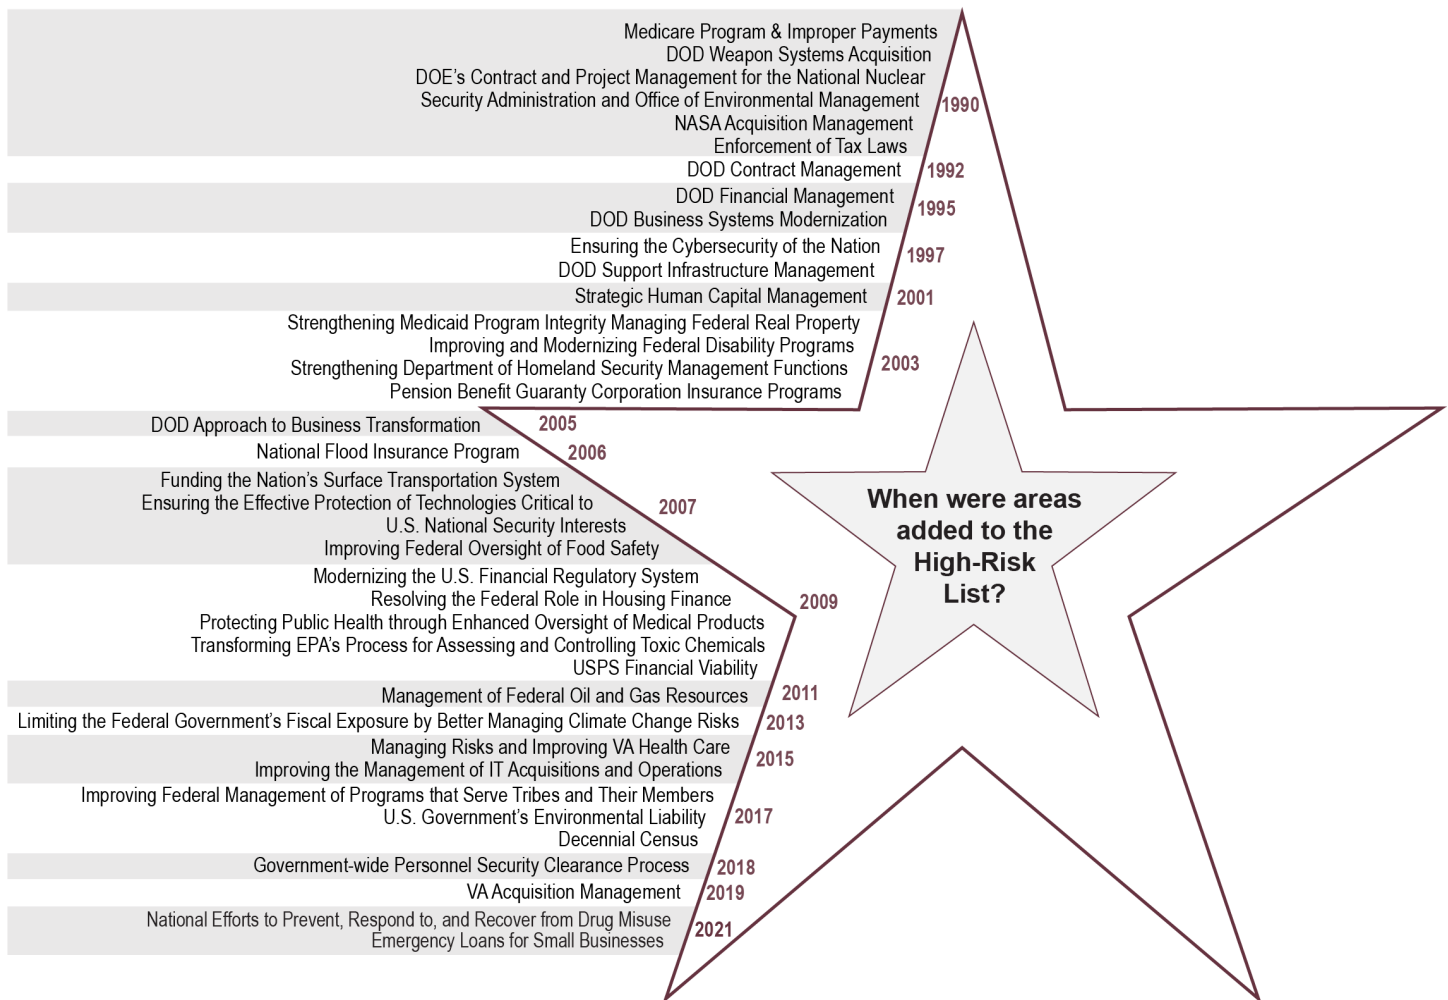 Medicare Program & Improper Payments
DOD Weapon Systems Acquisition
DOE’s Contract and Project Management for the National Nuclear
Security Administration and Office of Environmental Management
NASA Acquisition Management
Enforcement of Tax Laws
1990
DOD Contract Management
1992
DOD Financial Management
DOD Business Systems Modernization
1995
Ensuring the Cybersecurity of the Nation
DOD Support Infrastructure Management
1997
Strategic Human Capital Management
2001
Strengthening Medicaid Program Integrity Managing Federal Real Property
Improving and Modernizing Federal Disability Programs
Strengthening Department of Homeland Security Management Functions
Pension Benefit Guaranty Corporation Insurance Programs
2003
DOD Approach to Business Transformation
2005
National Flood Insurance Program
2006
Funding the Nation’s Surface Transportation System
Ensuring the Effective Protection of Technologies Critical to
U.S. National Security Interests
Improving Federal Oversight of Food Safety
2007
Modernizing the U.S. Financial Regulatory System
Resolving the Federal Role in Housing Finance
Protecting Public Health through Enhanced Oversight of Medical Products
Transforming EPA’s Process for Assessing and Controlling Toxic Chemicals
USPS Financial Viability
2009
Management of Federal Oil and Gas Resources
2011
Limiting the Federal Government’s Fiscal Exposure by Better Managing Climate Change Risks
2013
Managing Risks and Improving VA Health Care
Improving the Management of IT Acquisitions and Operations
2015
Improving Federal Management of Programs that Serve Tribes and Their Members
U.S. Government’s Environmental Liability
Decennial Census
2017
Government-wide Personnel Security Clearance Process
2018
VA Acquisition Management
2019
National Efforts to Prevent, Respond to, and Recover from Drug Misuse
Emergency Loans for Small Businesses
2021
When were areas
added to the
High-Risk
List?